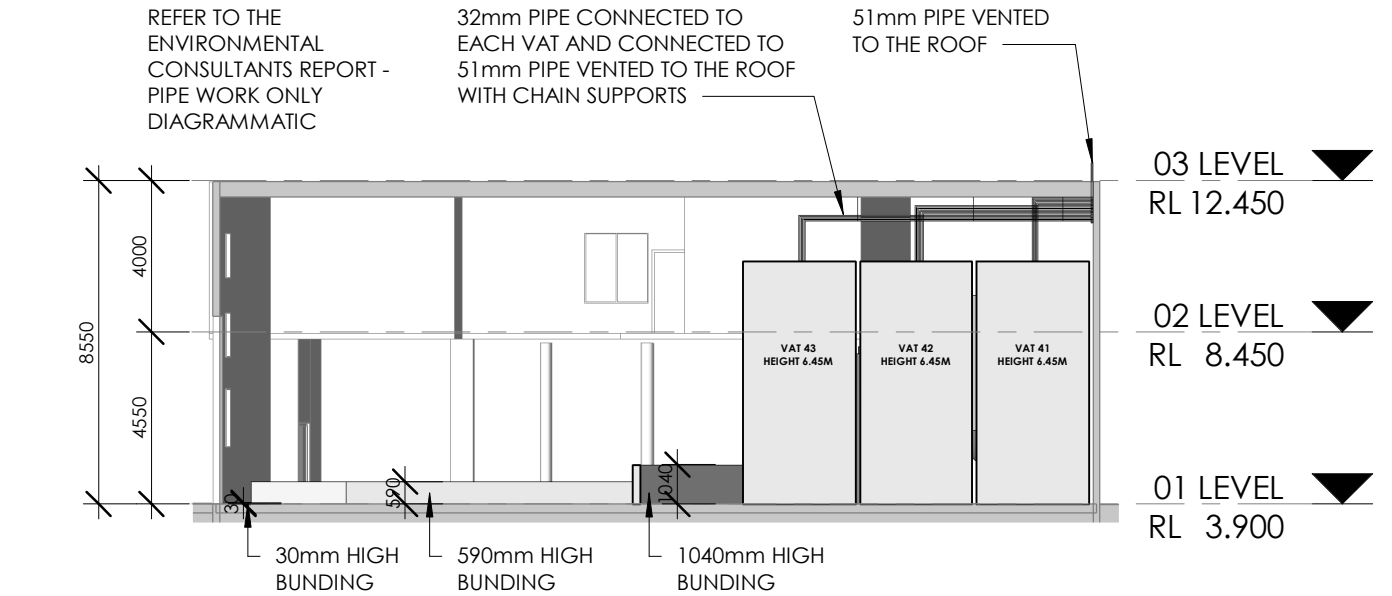 REFER TO THE
ENVIRONMENTAL
CONSULTANTS REPORT -
PIPE WORK ONLY
DIAGRAMMATIC
32mm PIPE CONNECTED TO
EACH VAT AND CONNECTED TO
51mm PIPE VENTED TO THE ROOF
WITH CHAIN SUPPORTS
51mm PIPE VENTED
TO THE ROOF
03 LEVEL
RL 12.450
4000
8550
02 LEVEL
RL 8.450
VAT 43
HEIGHT 6.45M
VAT 42
HEIGHT 6.45M
VAT 41
HEIGHT 6.45M
4550
30
590
1040
01 LEVEL
RL 3.900
30mm HIGH
BUNDING
590mm HIGH
BUNDING
1040mm HIGH
BUNDING